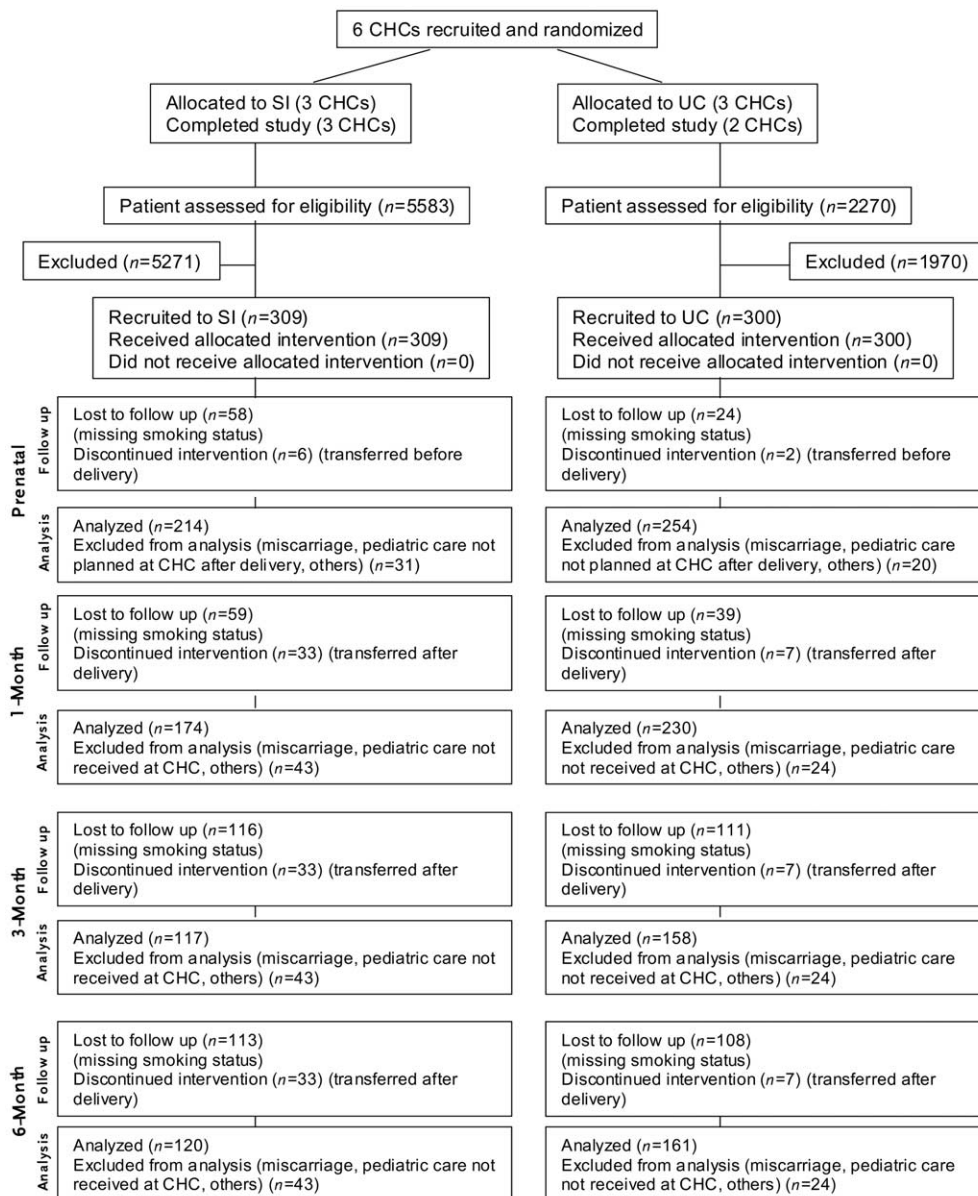 6 CHCs recruited and randomized
Allocated to SI (3 CHCs)
Completed study (3 CHCs)
Allocated to UC (3 CHCs)
Completed study (2 CHCs)
Patient assessed for eligibility (n=5583)
Patient assessed for eligibility (n=2270)
Excluded (n=5271)
Excluded (n=1970)
Recruited to SI (n=309)
Received allocated intervention (n=309)
Did not receive allocated intervention (n=0)
Recruited to UC (n=300)
Received allocated intervention (n=300)
Did not receive allocated intervention (n=0)
Prenatal
Follow up
Lost to follow up (n=58)
(missing smoking status)
Discontinued intervention (n=6) (transferred before
delivery)
Lost to follow up (n=24)
(missing smoking status)
Discontinued intervention (n=2) (transferred before
delivery)
Analysis
Analyzed (n=214)
Excluded from analysis (miscarriage, pediatric care not
planned at CHC after delivery, others) (n=31)
Analyzed (n=254)
Excluded from analysis (miscarriage, pediatric care
not planned at CHC after delivery, others) (n=20)
1-Month
Follow up
Lost to follow up (n=59)
(missing smoking status)
Discontinued intervention (n=33) (transferred after
delivery)
Lost to follow up (n=39)
(missing smoking status)
Discontinued intervention (n=7) (transferred after
delivery)
Analysis
Analyzed (n=174)
Excluded from analysis (miscarriage, pediatric care not
received at CHC, others) (n=43)
Analyzed (n=230)
Excluded from analysis (miscarriage, pediatric care
not received at CHC, others) (n=24)
3-Month
Follow up
Lost to follow up (n=116)
(missing smoking status)
Discontinued intervention (n=33) (transferred after
delivery)
Lost to follow up (n=111)
(missing smoking status)
Discontinued intervention (n=7) (transferred after
delivery)
Analysis
Analyzed (n=117)
Excluded from analysis (miscarriage, pediatric care not
received at CHC, others) (n=43)
Analyzed (n=158)
Excluded from analysis (miscarriage, pediatric care
not received at CHC, others) (n=24)
6-Month
Follow up
Lost to follow up (n=113)
(missing smoking status)
Discontinued intervention (n=33) (transferred after
delivery)
Lost to follow up (n=108)
(missing smoking status)
Discontinued intervention (n=7) (transferred after
delivery)
Analysis
Analyzed (n=120)
Excluded from analysis (miscarriage, pediatric care not
received at CHC, others) (n=43)
Analyzed (n=161)
Excluded from analysis (miscarriage, pediatric care
not received at CHC, others) (n=24)